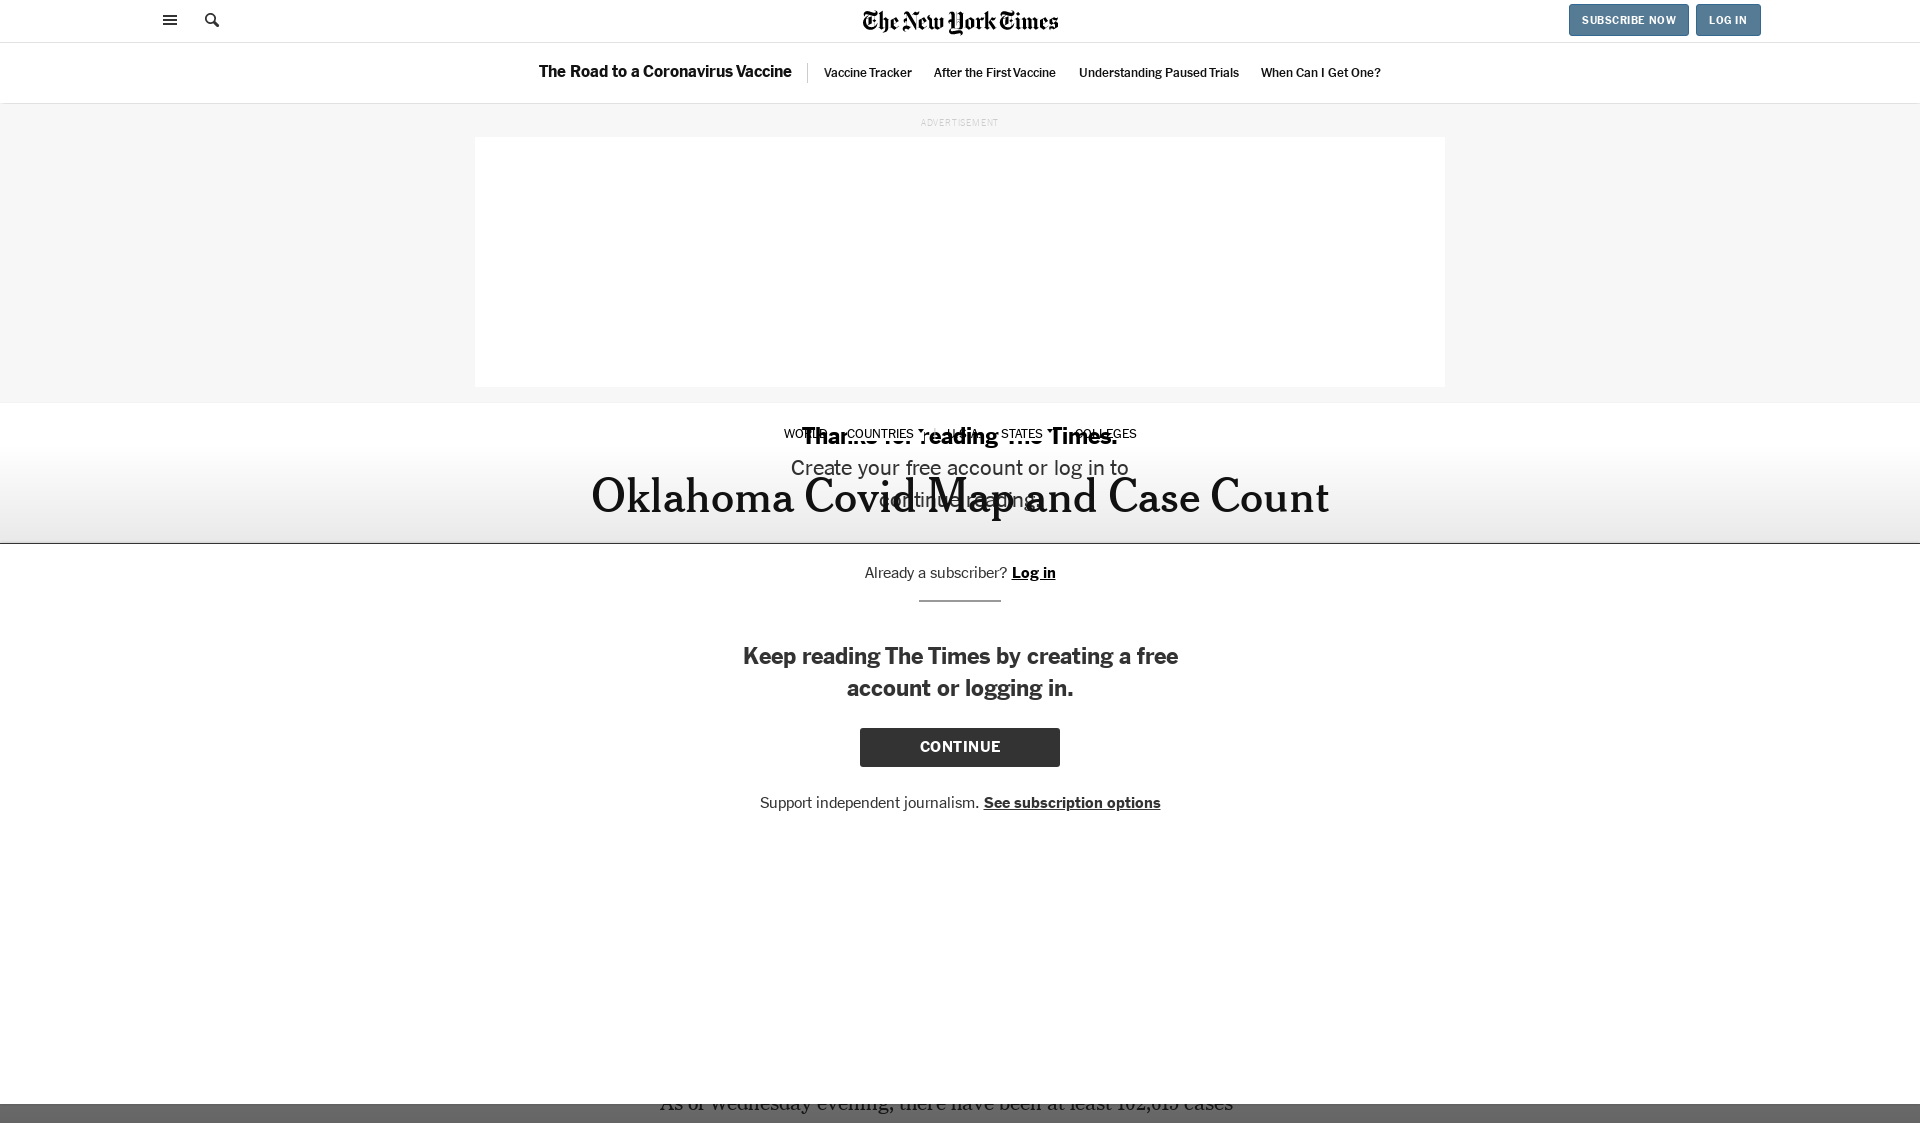 The New York Times
SUBSCRIBE NOW
LOG IN
The Road to a Coronavirus Vaccine
Vaccine Tracker
After the First Vaccine
Understanding Paused Trials
When Can I Get One?
ADVERTISEMENT
WORLD COUNTRIES U.S.A. STATES COLLEGES
Thanks for reading The Times.
Create your free account or log in to
continue reading.
Oklahoma Covid Map and Case Count
Already a subscriber? Log in
Keep reading The Times by creating a free
account or logging in.
CONTINUE
Support independent journalism. See subscription options
As of Wednesday evening, there have been at least cases